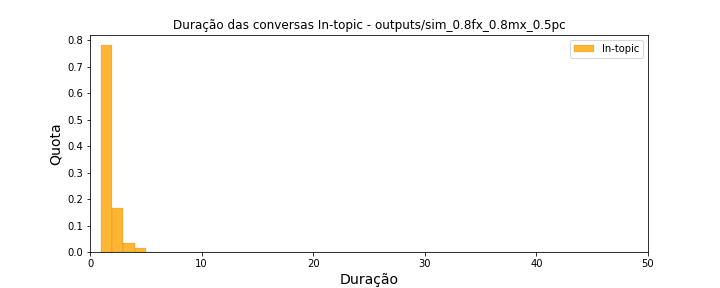 Duração das conversas In-topic - outputs/sim_0.8fx_0.8mx_0.5pc
In-topic
Quota
0.8
0.7
0.6
0.5
0.4
0.3
0.2
0.1
0.0
0 10 20 30 40 50
Duração